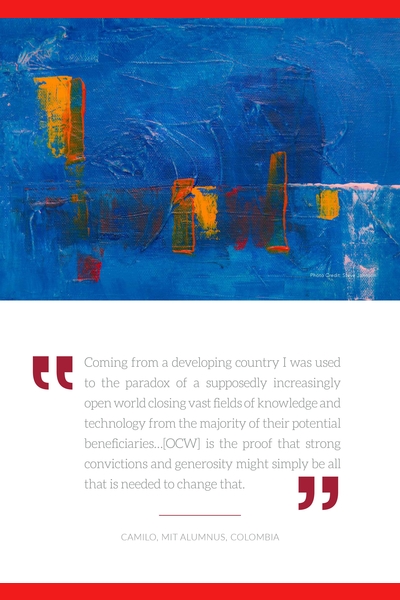 Photo Credit: Steve Johnson
Coming from a developing country I was used
to the paradox of a supposedly increasingly
open world closing vast fields of knowledge and
technology from the majority of their potential
beneficiaries...[OCW] is the proof that strong
convictions and generosity might simply be all
that is needed to change that.
CAMILO, MIT ALUMNUS, COLOMBIA